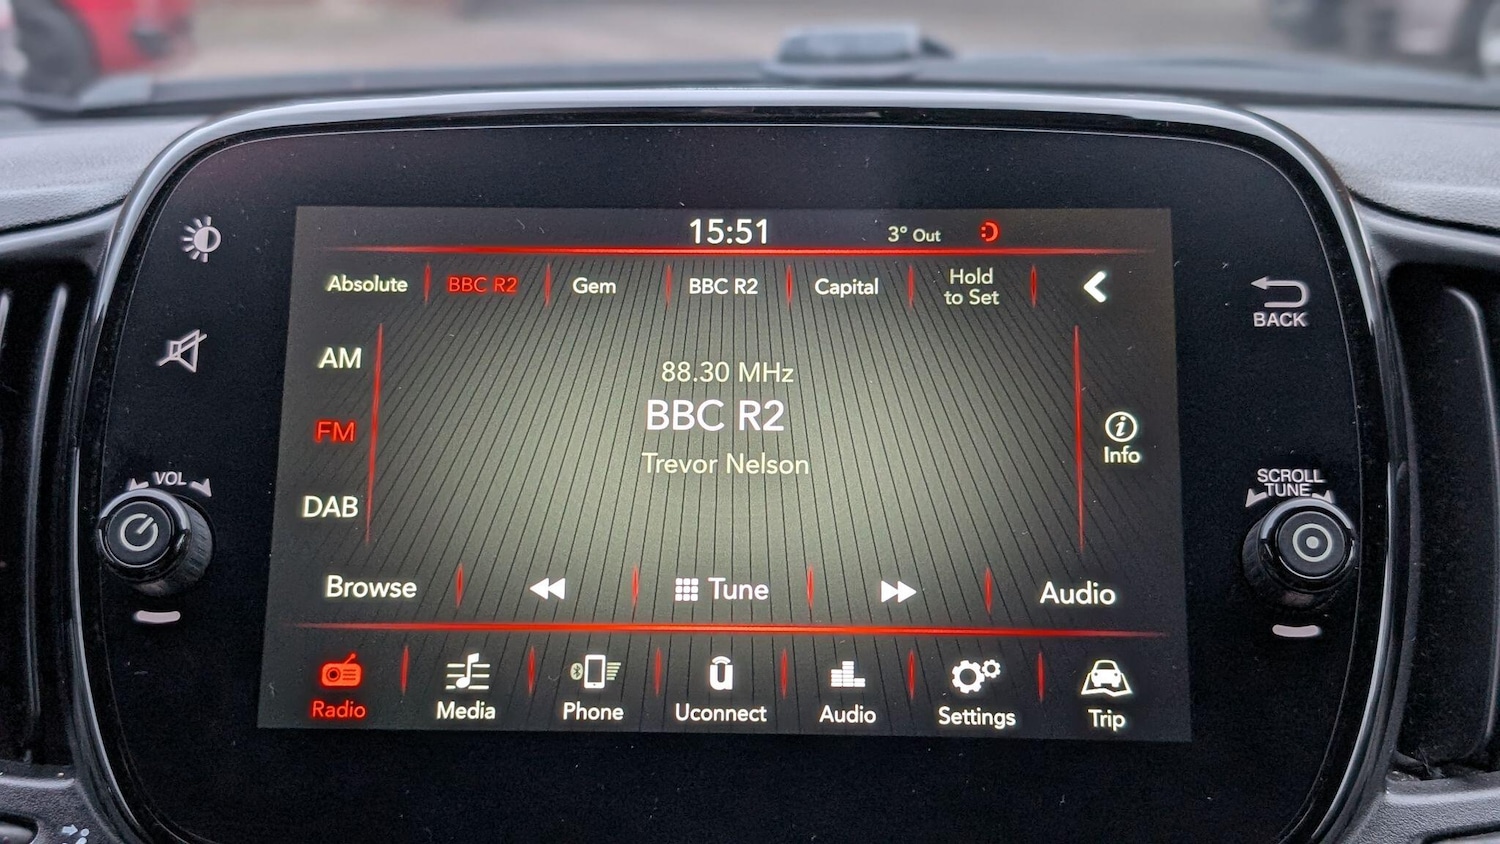 15:51
3° Out
Absolute
BBC R2
Gem
BBC R2
Capital
Hold
to Set
BACK
AM
FM
DAB
88.30 MHz
BBC R2
Trevor Nelson
i
Info
VOL
SCROLL
TUNE
Browse
Tune
Audio
Radio
Media
Phone
Uconnect
Audio
Settings
Trip